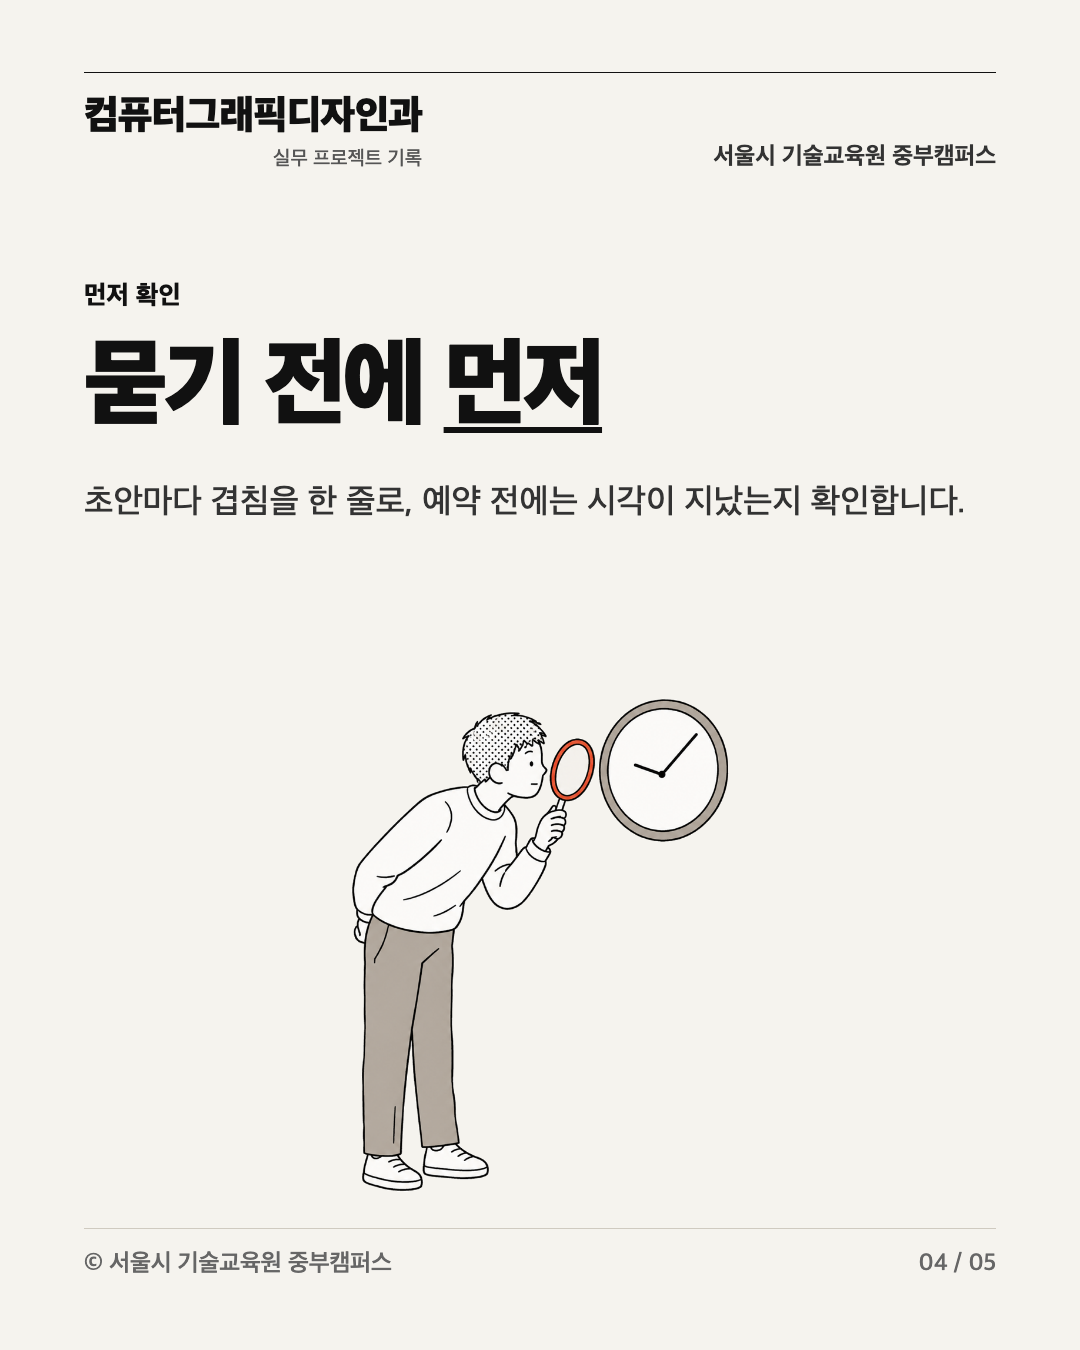 컴퓨터그래픽디자인과
실무 프로젝트 기록
서울시 기술교육원 중부캠퍼스
먼저 확인
묻기 전에 먼저
초안마다 겹침을 한 줄로, 예약 전에는 시각이 지났는지 확인합니다.
© 서울시 기술교육원 중부캠퍼스
04 / 05